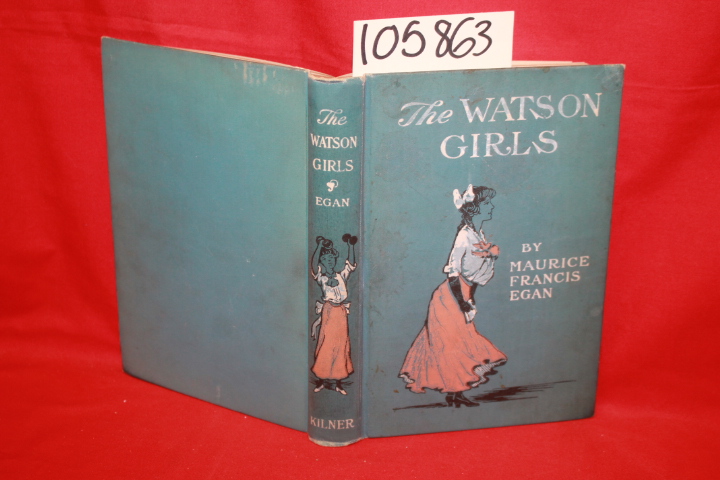 105863
The
WATSON
GIRLS
EGAN
KILNER
The WATSON
GIRLS
BY
MAURICE
FRANCIS
EGAN